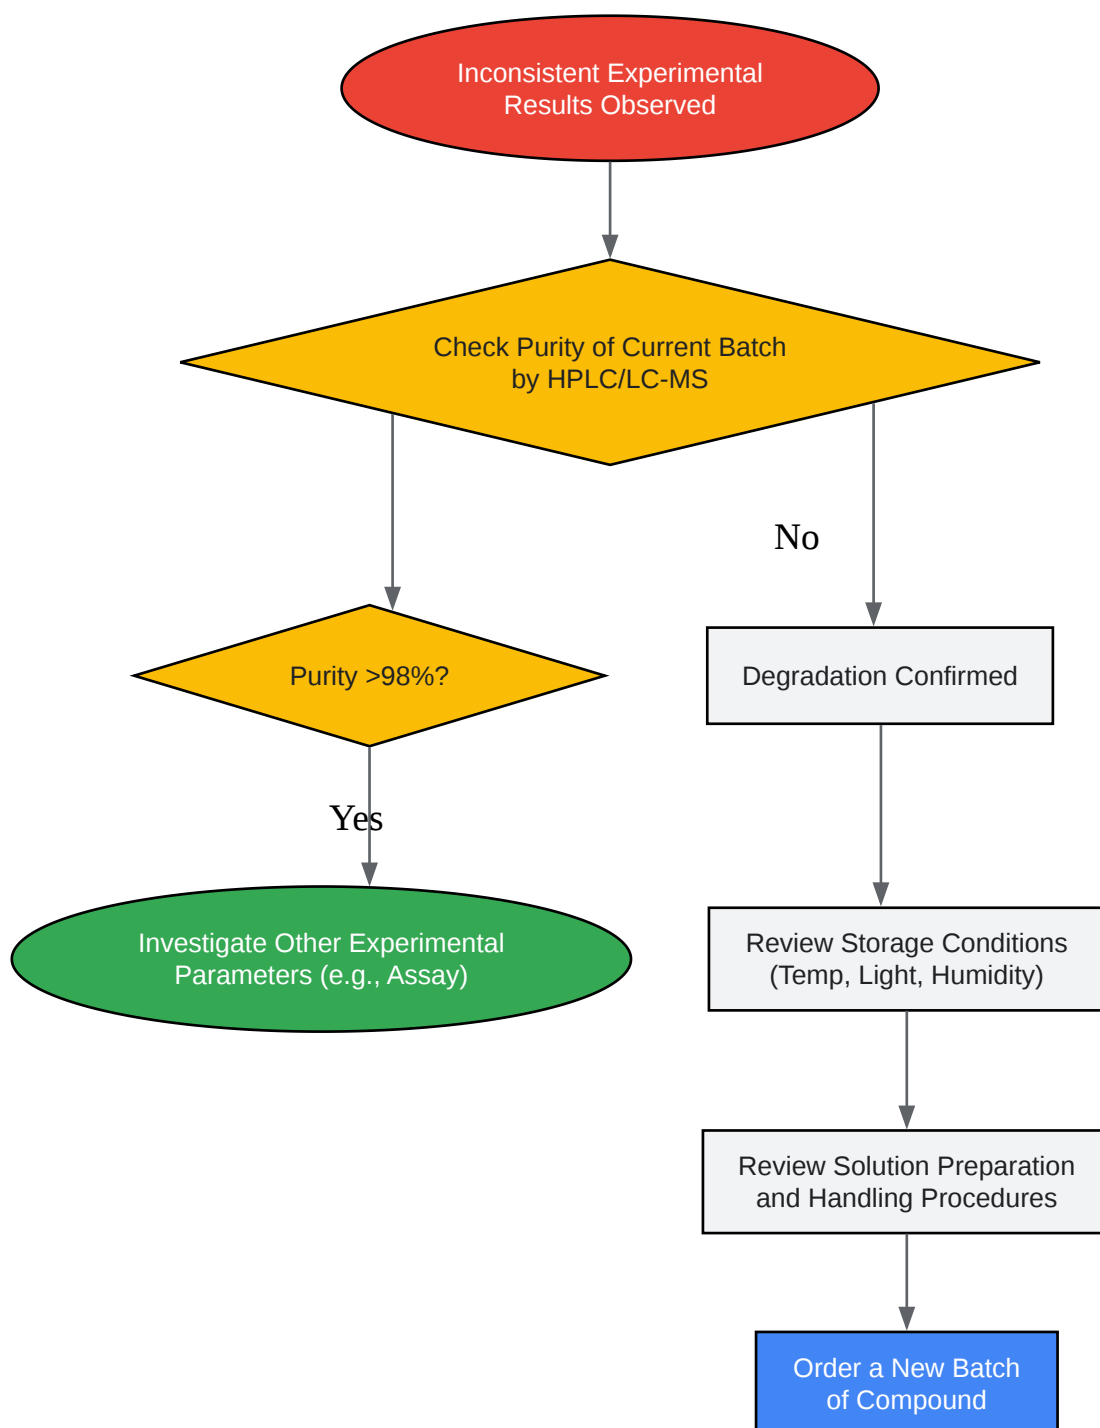 Inconsistent Experimental
Results Observed
Check Purity of Current Batch
by HPLC/LC-MS
No
Purity >98%?
Degradation Confirmed
Yes
Investigate Other Experimental
Parameters (e.g., Assay)
Review Storage Conditions
(Temp, Light, Humidity)
Review Solution Preparation
and Handling Procedures
Order a New Batch
of Compound